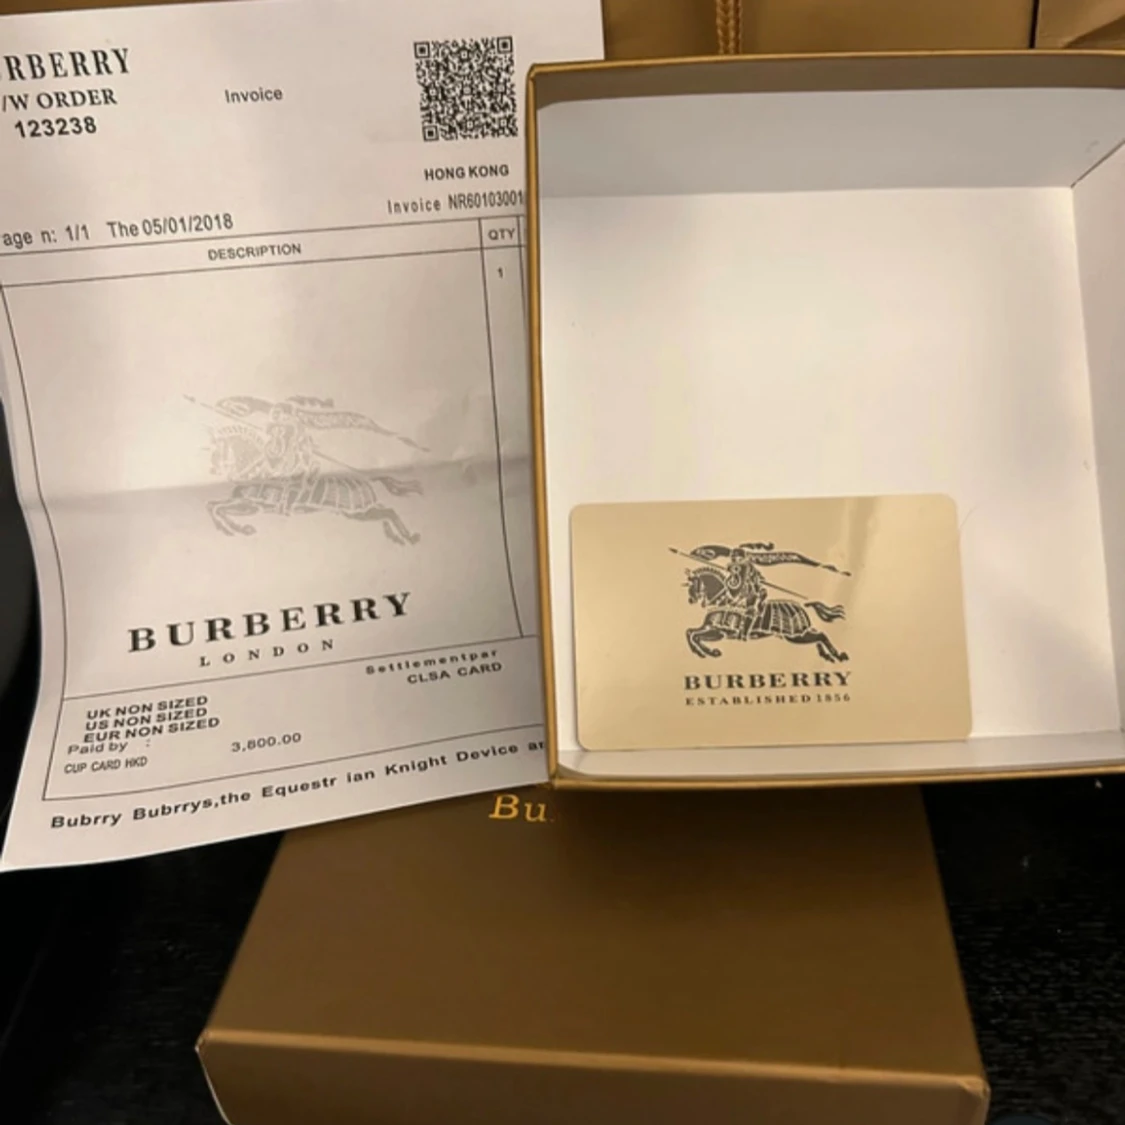 RBERRY
/W ORDER
123238
Invoice
HONG KONG
Invoice NR60103001
age n: 1/1 The 05/01/2018
DESCRIPTION
QTY
1
BURBERRY
LONDON
Settlementpar
CLSA CARD
UK NON SIZED
US NON SIZED
EUR NON SIZED
Paid by :
3,800.00
CUP CARD HKD
Bubrry Bubrrys,the Equestr ian Knight Device a
BURBERRY
ESTABLISHED 1856
Bu